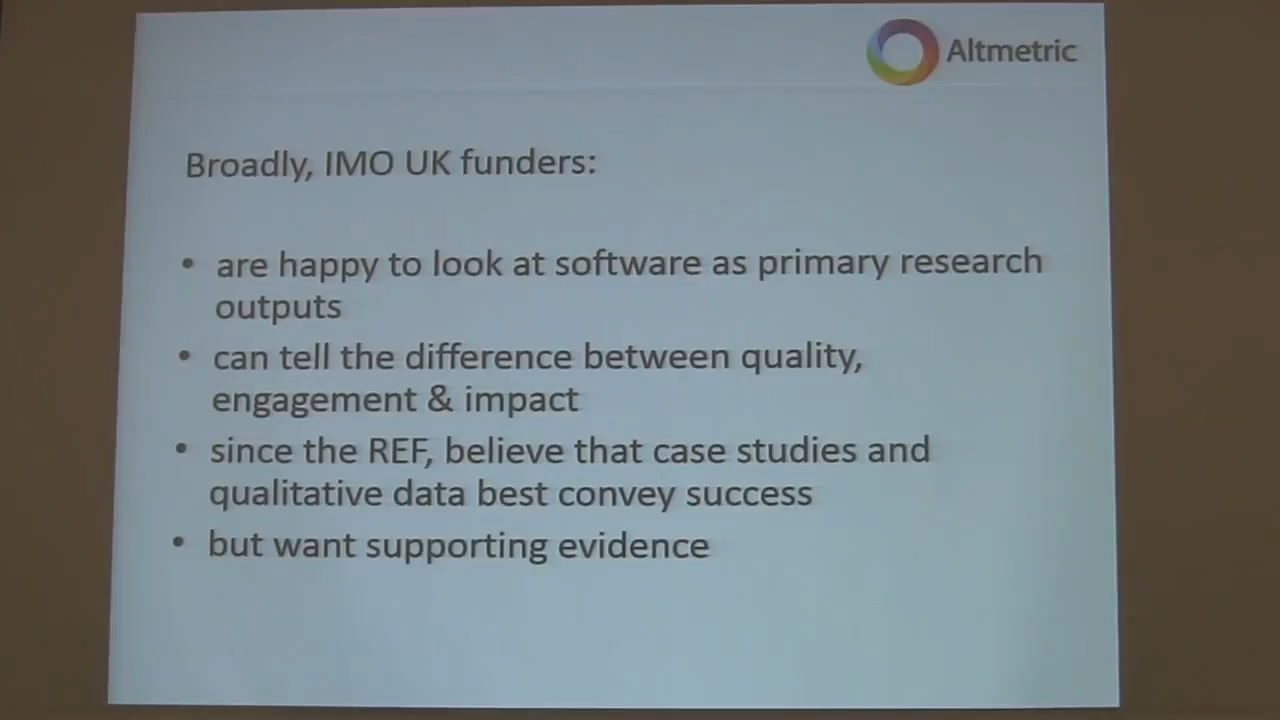 Altmetric
Broadly, IMO UK funders:
• are happy to look at software as primary research
outputs
• can tell the difference between quality,
engagement & impact
• since the REF, believe that case studies and
qualitative data best convey success
• but want supporting evidence